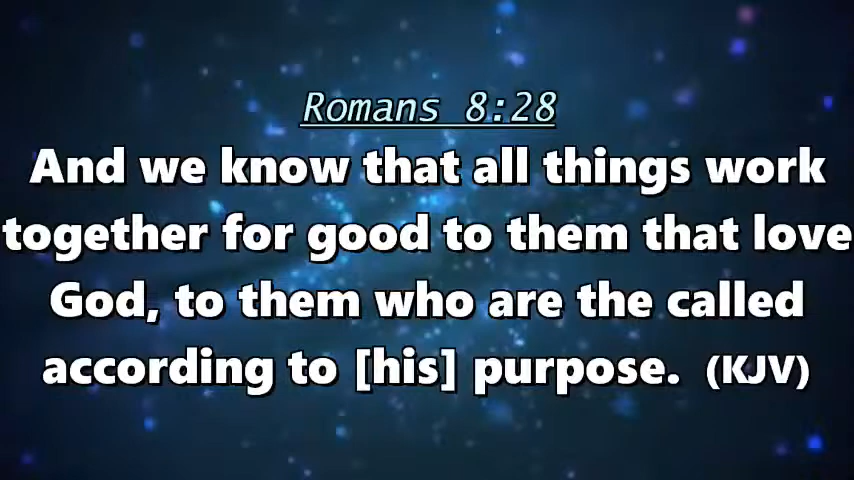 Romans 8:28
And we know that all things work
together for good to them that love
God, to them who are the called
according to [his] purpose. (KJV)